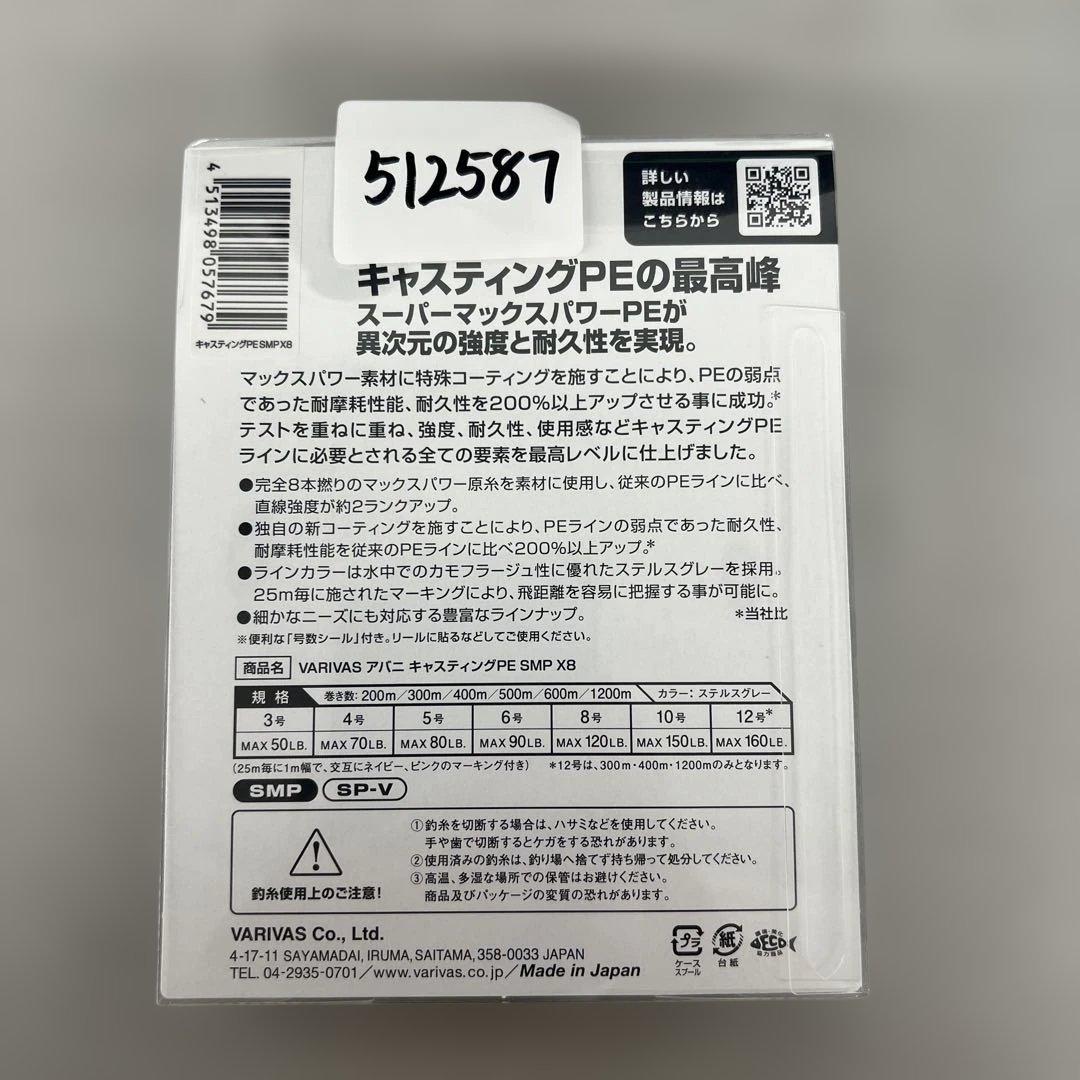 512587
4 513498 057679
キャスティングPE SMP X8
詳しい
製品情報は
こちらから
キャスティングPEの最高峰
スーパーマックスパワーPEが
異次元の強度と耐久性を実現。
マックスパワー素材に特殊コーティングを施すことにより、PEの弱点
であった耐摩耗性能、耐久性を200%以上アップさせる事に成功。*
テストを重ねに重ね、強度、耐久性、使用感などキャスティングPE
ラインに必要とされる全ての要素を最高レベルに仕上げました。
●完全8本撚りのマックスパワー原糸を素材に使用し、従来のPEラインに比べ、
直線強度が約2ランクアップ。
●独自の新コーティングを施すことにより、PEラインの弱点であった耐久性、
耐摩耗性能を従来のPEラインに比べ200%以上アップ。*
●ラインカラーは水中でのカモフラージュ性に優れたステルスグレーを採用。
25m毎に施されたマーキングにより、飛距離を容易に把握する事が可能に。
●細かなニーズにも対応する豊富なラインナップ。 *当社比
※便利な「号数シール」付き。リールに貼るなどしてご使用ください。
商品名 VARIVAS アバニ キャスティングPE SMP X8
規格 巻き数：200m／300m／400m／500m／600m／1200m カラー：ステルスグレー
3号 4号 5号 6号 8号 10号 12号*
MAX 50LB. MAX 70LB. MAX 80LB. MAX 90LB. MAX 120LB. MAX 150LB. MAX 160LB.
（25m毎に1m幅で、交互にネイビー、ピンクのマーキング付き） *12号は、300m・400m・1200mのみとなります。
SMP SP-V
釣糸使用上のご注意！
①釣糸を切断する場合は、ハサミなどを使用してください。
手や歯で切断するとケガをする恐れがあります。
②使用済みの釣糸は、釣り場へ捨てず持ち帰って処分してください。
③高温、多湿な場所での保管はお避けください。
商品及びパッケージの変質の恐れがあります。
VARIVAS Co., Ltd.
4-17-11 SAYAMADAI, IRUMA, SAITAMA, 358-0033 JAPAN
TEL. 04-2935-0701／www.varivas.co.jp／Made in Japan
プラ
ケース
スプール
紙
台紙
環境・美化
ECO
協力商品